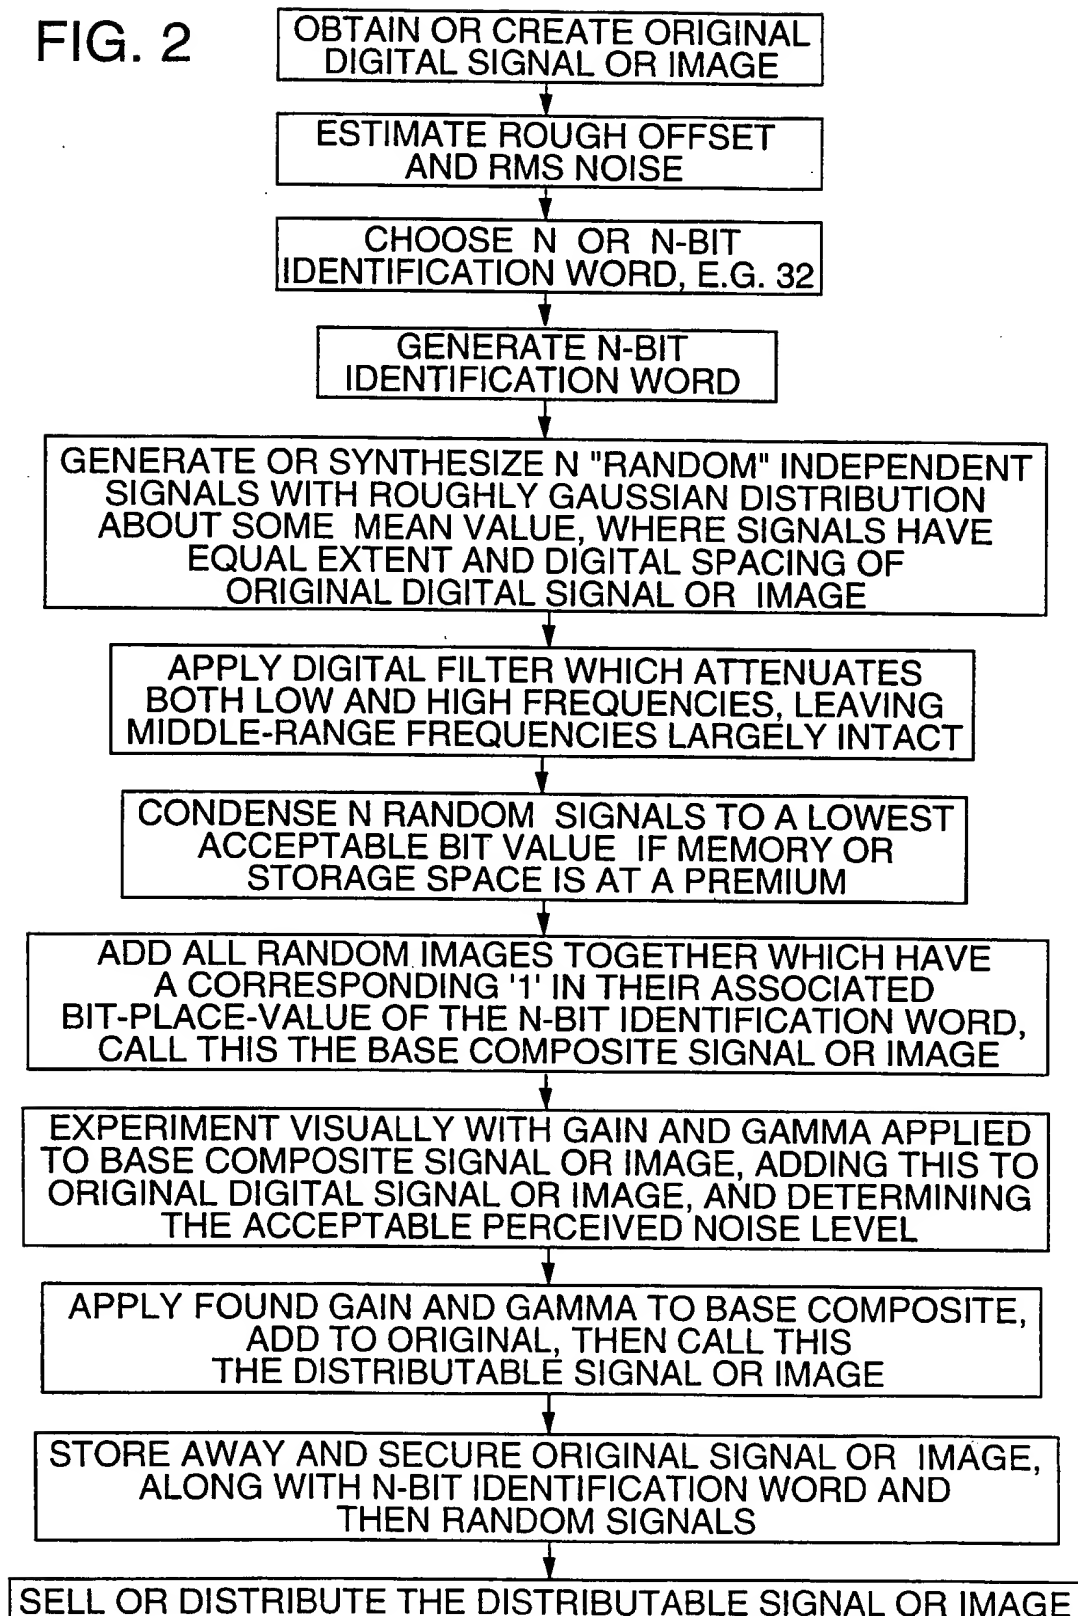 FIG. 2
OBTAIN OR CREATE ORIGINAL
DIGITAL SIGNAL OR IMAGE
ESTIMATE ROUGH OFFSET
AND RMS NOISE
CHOOSE N OR N-BIT
IDENTIFICATION WORD, E.G. 32
GENERATE N-BIT
IDENTIFICATION WORD
GENERATE OR SYNTHESIZE N "RANDOM" INDEPENDENT
SIGNALS WITH ROUGHLY GAUSSIAN DISTRIBUTION
ABOUT SOME MEAN VALUE, WHERE SIGNALS HAVE
EQUAL EXTENT AND DIGITAL SPACING OF
ORIGINAL DIGITAL SIGNAL OR IMAGE
APPLY DIGITAL FILTER WHICH ATTENUATES
BOTH LOW AND HIGH FREQUENCIES, LEAVING
MIDDLE-RANGE FREQUENCIES LARGELY INTACT
CONDENSE N RANDOM SIGNALS TO A LOWEST
ACCEPTABLE BIT VALUE IF MEMORY OR
STORAGE SPACE IS AT A PREMIUM
ADD ALL RANDOM IMAGES TOGETHER WHICH HAVE
A CORRESPONDING '1' IN THEIR ASSOCIATED
BIT-PLACE-VALUE OF THE N-BIT IDENTIFICATION WORD,
CALL THIS THE BASE COMPOSITE SIGNAL OR IMAGE
EXPERIMENT VISUALLY WITH GAIN AND GAMMA APPLIED
TO BASE COMPOSITE SIGNAL OR IMAGE, ADDING THIS TO
ORIGINAL DIGITAL SIGNAL OR IMAGE, AND DETERMINING
THE ACCEPTABLE PERCEIVED NOISE LEVEL
APPLY FOUND GAIN AND GAMMA TO BASE COMPOSITE,
ADD TO ORIGINAL, THEN CALL THIS
THE DISTRIBUTABLE SIGNAL OR IMAGE
STORE AWAY AND SECURE ORIGINAL SIGNAL OR IMAGE,
ALONG WITH N-BIT IDENTIFICATION WORD AND
THEN RANDOM SIGNALS
SELL OR DISTRIBUTE THE DISTRIBUTABLE SIGNAL OR IMAGE